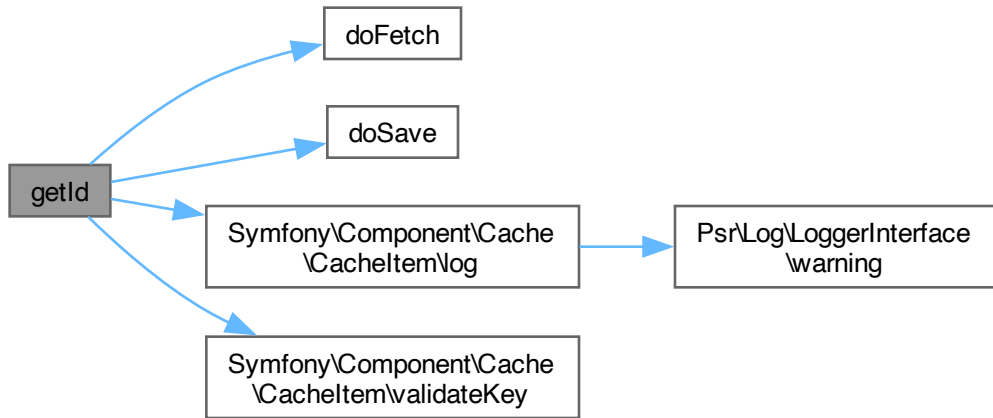 doFetch
doSave
getId
Symfony\Component\Cache
\CacheItem\log
Psr\Log\LoggerInterface
\warning
Symfony\Component\Cache
\CacheItem\validateKey